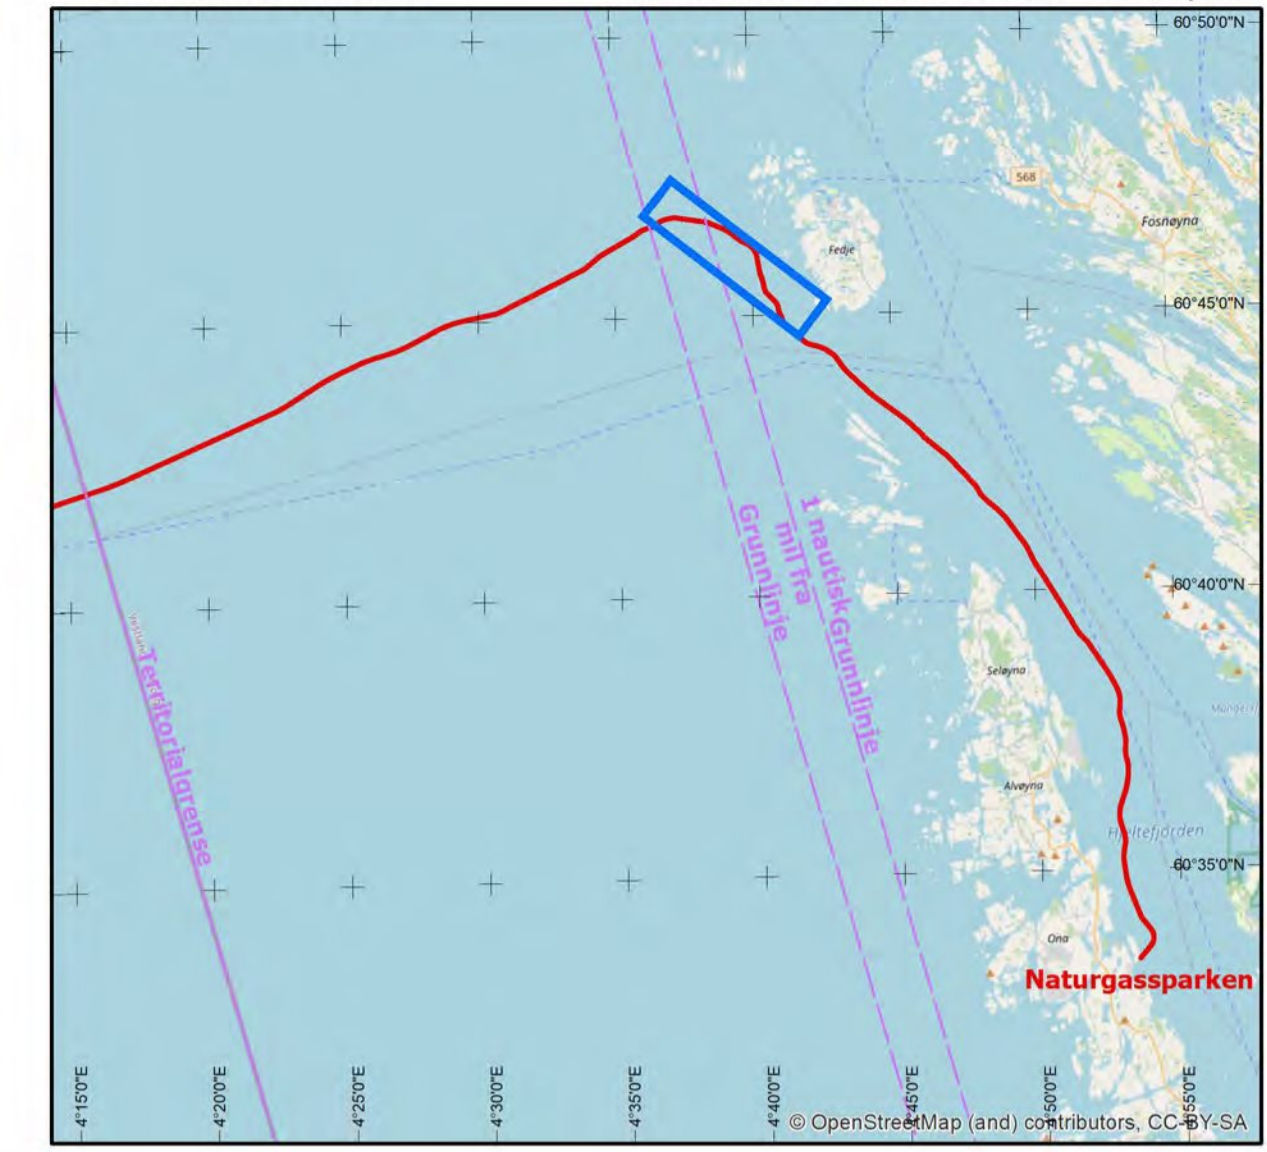 60°50'0"N
568
Fosnøyna
Fedje
60°45'0"N
1 nautisk
mil fra
Grunnlinje
Grunnlinje
60°40'0"N
Seløyna
Vestland
Territorialgrense
Alvøyna
Hjeltefjorden
60°35'0"N
Ona
Naturgassparken
4°15'0"E
4°20'0"E
4°25'0"E
4°30'0"E
4°35'0"E
4°40'0"E
4°45'0"E
4°50'0"E
4°55'0"E
© OpenStreetMap (and) contributors, CC-BY-SA